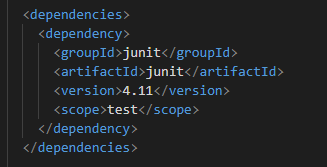 <dependencies>
<dependency>
<groupId>junit</groupId>
<artifactId>junit</artifactId>
<version>4.11</version>
<scope>test</scope>
</dependency>
</dependencies>